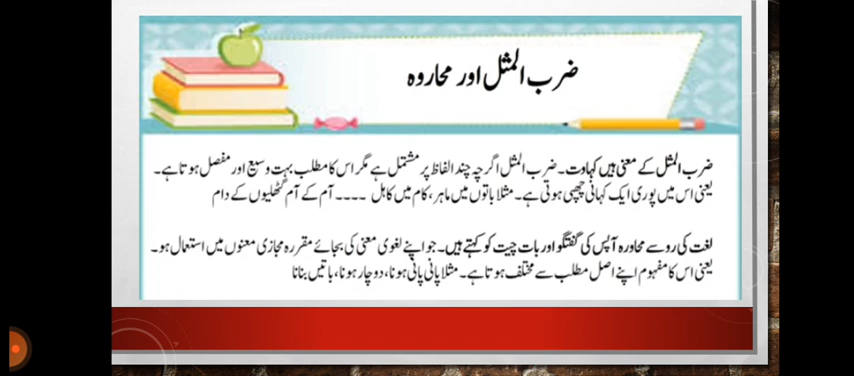 ضرب المثل اور محاورہ
ضرب المثل کے معنی ہیں کہاوت۔ ضرب المثل اگرچہ چند الفاظ پر مشتمل ہے مگر اس کا مطلب بہت وسیع اور مفصل ہوتا ہے۔
یعنی اس میں پوری ایک کہانی چھپی ہوتی ہے۔ مثلا باتوں میں ماہر، کام میں کاہل ۔۔۔۔ آم کے آم گٹھلیوں کے دام
لغت کی رو سے محاورہ آپس کی گفتگو اور بات چیت کو کہتے ہیں۔ جو اپنے لغوی معنی کی بجائے مقررہ مجازی معنوں میں استعمال ہو۔
یعنی اس کا مفہوم اپنے اصل مطلب سے مختلف ہوتا ہے۔ مثلا پانی پانی ہونا، دوچار ہونا، باتیں بنانا